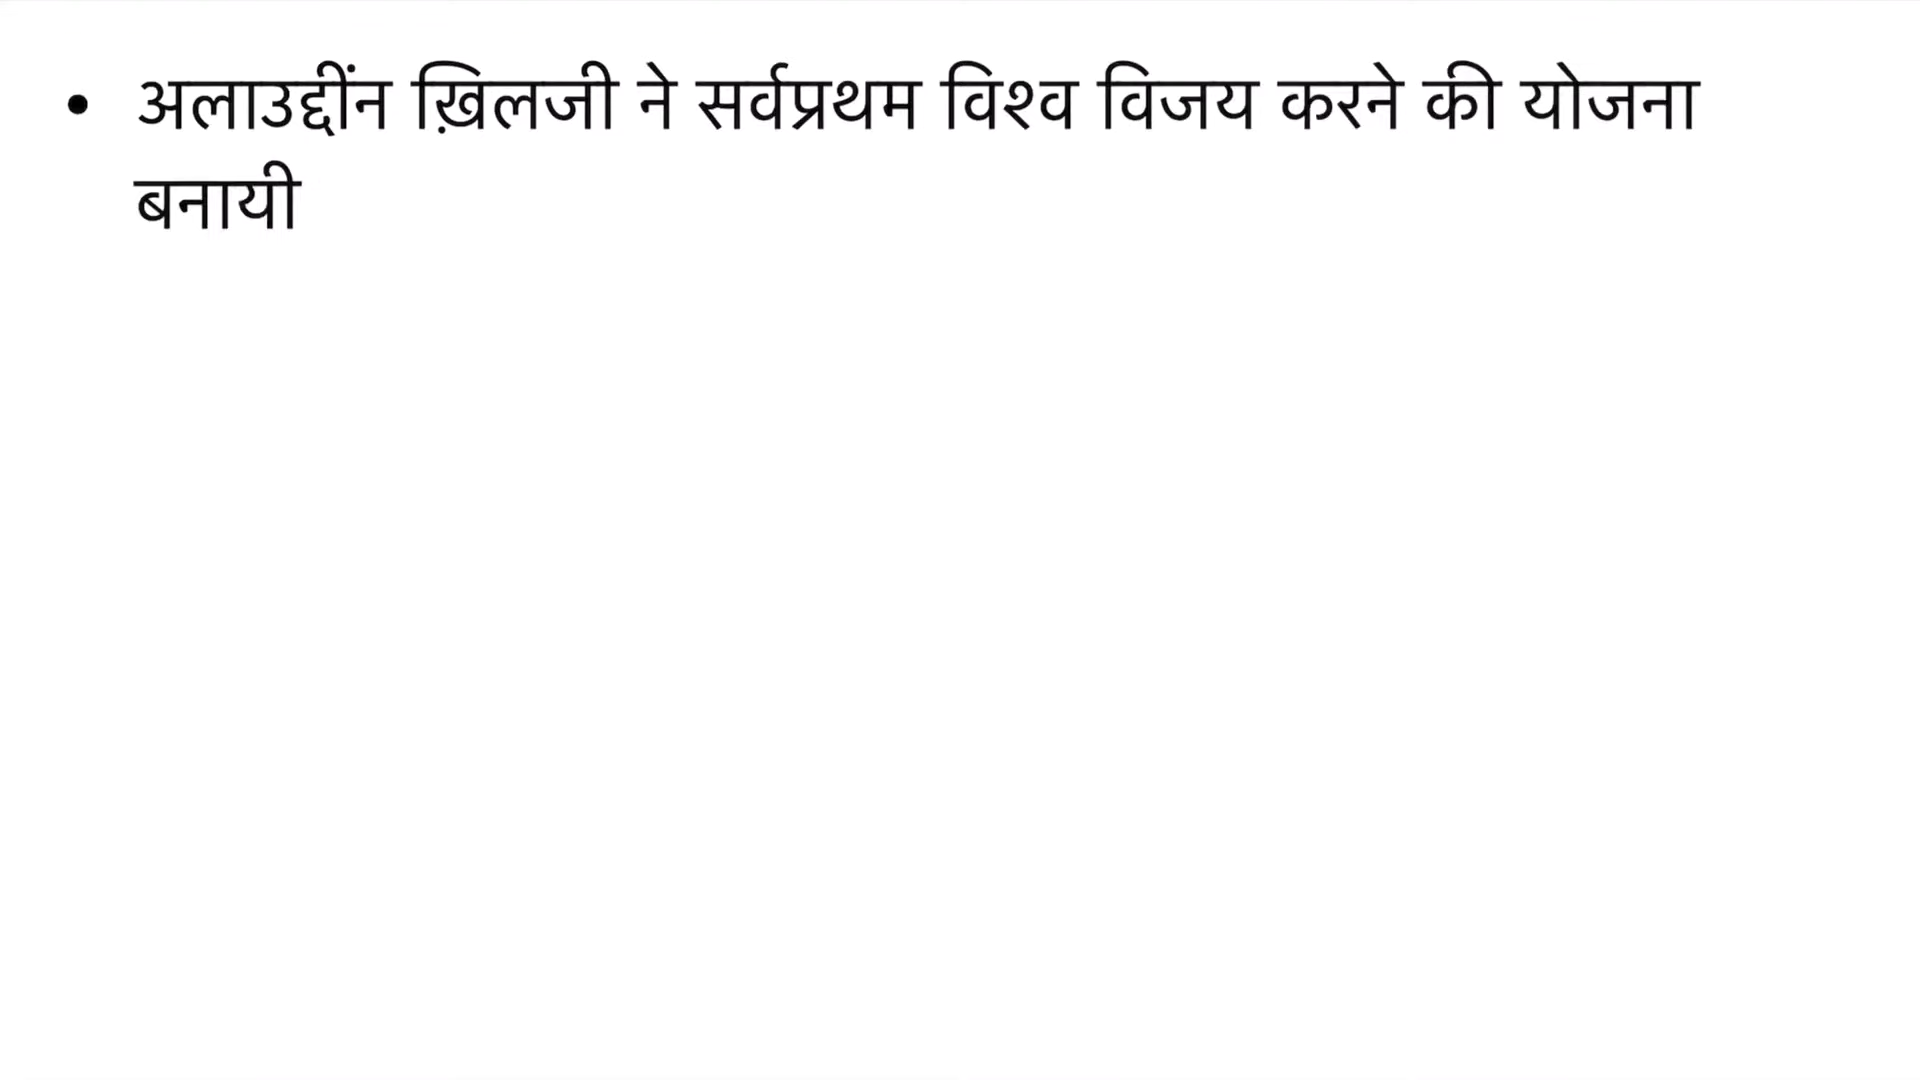 • अलाउद्दींन ख़िलजी ने सर्वप्रथम विश्व विजय करने की योजना
बनायी